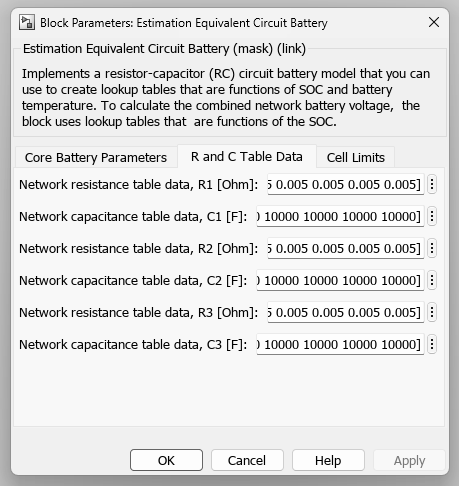 Block Parameters: Estimation Equivalent Circuit Battery
Estimation Equivalent Circuit Battery (mask) (link)
Implements a resistor-capacitor (RC) circuit battery model that you can
use to create lookup tables that are functions of SOC and battery
temperature. To calculate the combined network battery voltage, the
block uses lookup tables that are functions of the SOC.
Core Battery Parameters R and C Table Data Cell Limits
Network resistance table data, R1 [Ohm]: 5 0.005 0.005 0.005 0.005]
Network capacitance table data, C1 [F]: 0 10000 10000 10000 10000]
Network resistance table data, R2 [Ohm]: 5 0.005 0.005 0.005 0.005]
Network capacitance table data, C2 [F]: 0 10000 10000 10000 10000]
Network resistance table data, R3 [Ohm]: 5 0.005 0.005 0.005 0.005]
Network capacitance table data, C3 [F]: 0 10000 10000 10000 10000]
OK Cancel Help Apply